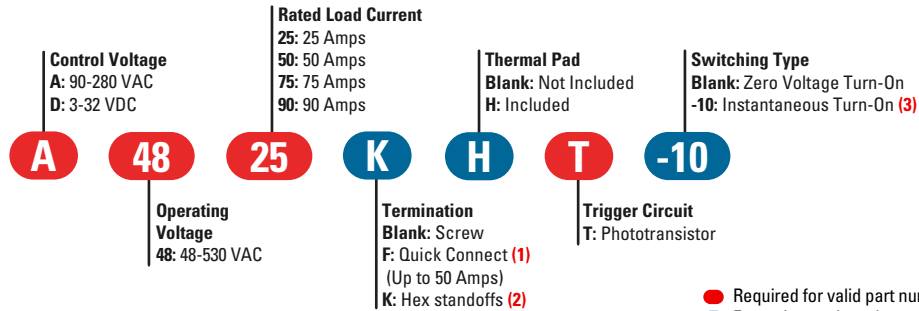 Rated Load Current
25: 25 Amps
50: 50 Amps
75: 75 Amps
90: 90 Amps
Control Voltage
A: 90-280 VAC
D: 3-32 VDC
Thermal Pad
Blank: Not Included
H: Included
Switching Type
Blank: Zero Voltage Turn-On
-10: Instantaneous Turn-On (3)
A 48 25 K H T -10
Operating
Voltage
48: 48-530 VAC
Termination
Blank: Screw
F: Quick Connect (1)
(Up to 50 Amps)
K: Hex standoffs (2)
Trigger Circuit
T: Phototransistor
Required for valid part